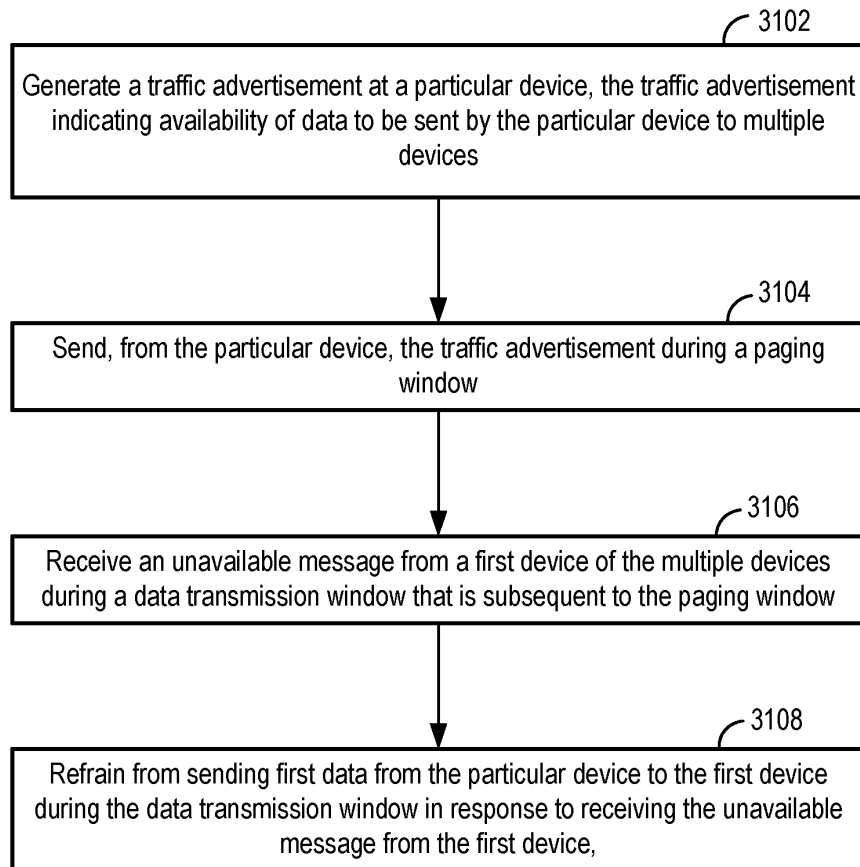 3102
Generate a traffic advertisement at a particular device, the traffic advertisement
indicating availability of data to be sent by the particular device to multiple
devices
3104
Send, from the particular device, the traffic advertisement during a paging
window
3106
Receive an unavailable message from a first device of the multiple devices
during a data transmission window that is subsequent to the paging window
3108
Refrain from sending first data from the particular device to the first device
during the data transmission window in response to receiving the unavailable
message from the first device,